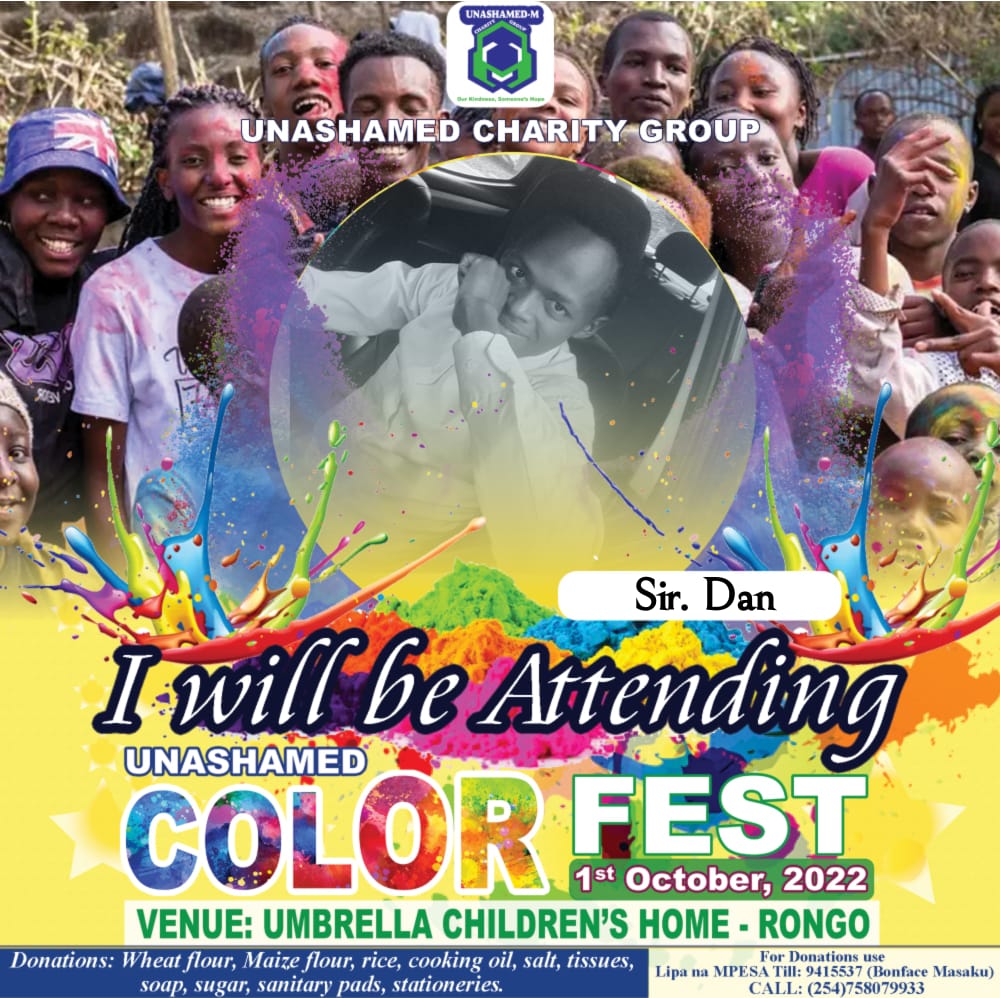 UNASHAMED-M
CHARITY GROUP
Our Kindness, Someone's Hope
UNASHAMED CHARITY GROUP
Sir. Dan
I will be Attending
UNASHAMED
COLOR FEST
1st October, 2022
VENUE: UMBRELLA CHILDREN'S HOME - RONGO
Donations: Wheat flour, Maize flour, rice, cooking oil, salt, tissues,
soap, sugar, sanitary pads, stationeries.
For Donations use
Lipa na MPESA Till: 9415537 (Bonface Masaku)
CALL: (254)758079933